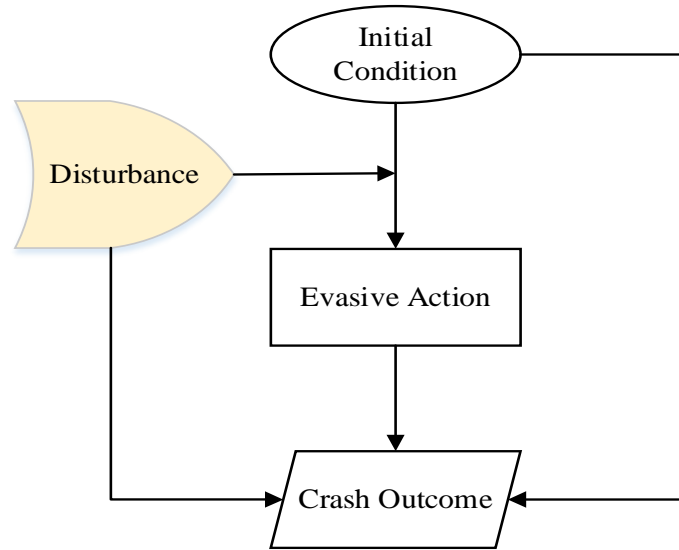 Initial
Condition
Disturbance
Evasive Action
Crash Outcome